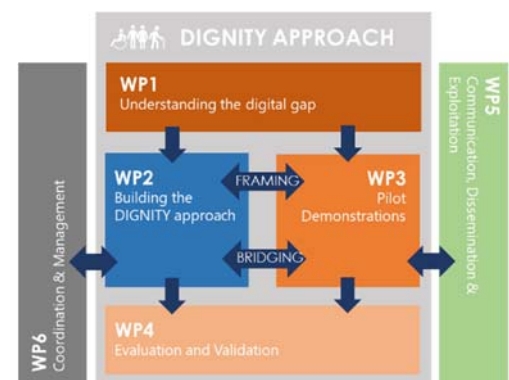 DIGNITY APPROACH
WP1
Understanding the digital gap
WP2
Building the
DIGNITY approach
FRAMING
BRIDGING
WP3
Pilot
Demonstrations
WP4
Evaluation and Validation
WP6
Coordination & Management
WP5
Communication, Dissemination &
Exploitation